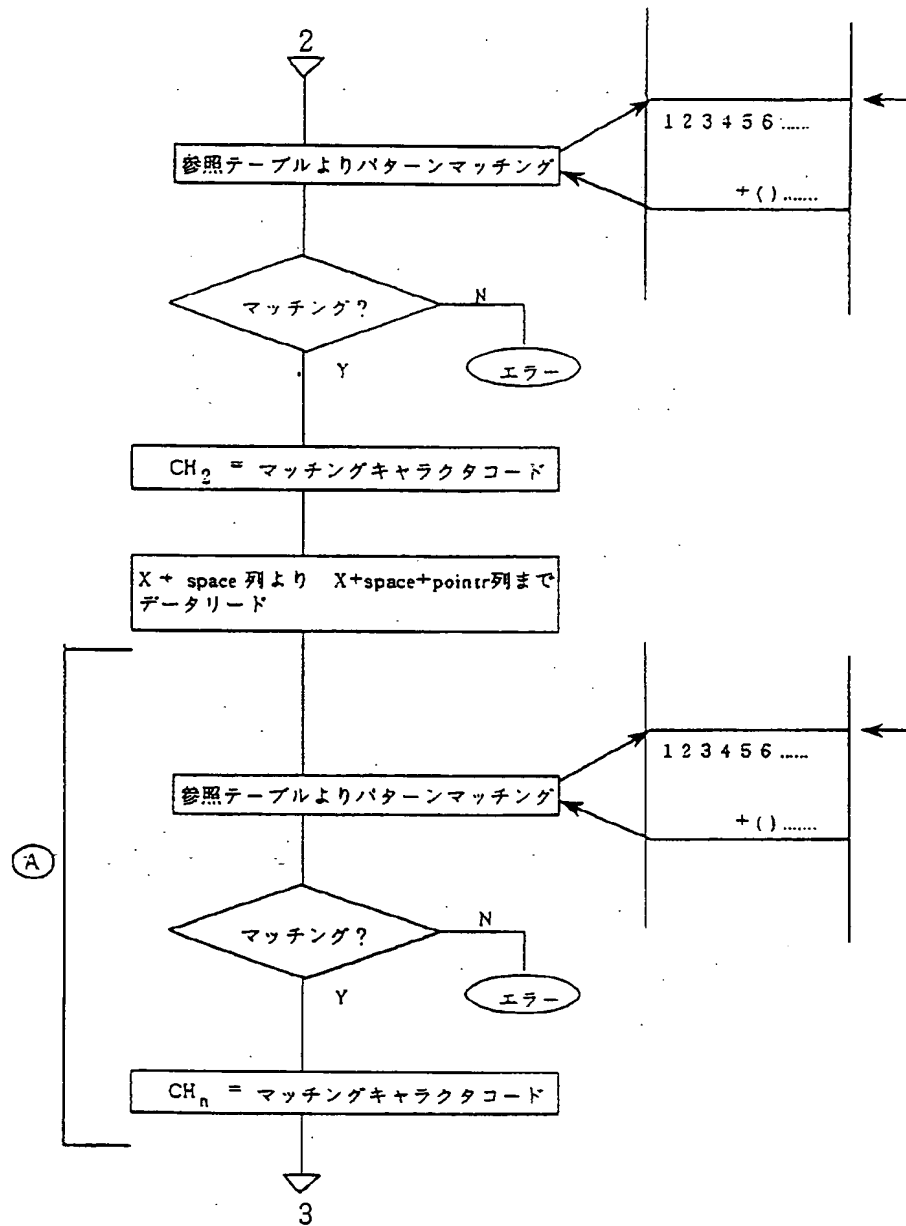 2
参照テーブルよりパターンマッチング
1 2 3 4 5 6 ......
+ ( ) .......
マッチング?
N
エラー
Y
CH2 = マッチングキャラクタコード
X + space 列より X+space+pointr列まで
データリード
参照テーブルよりパターンマッチング
1 2 3 4 5 6 ......
+ ( ) .......
A
マッチング?
N
エラー
Y
CHn = マッチングキャラクタコード
3